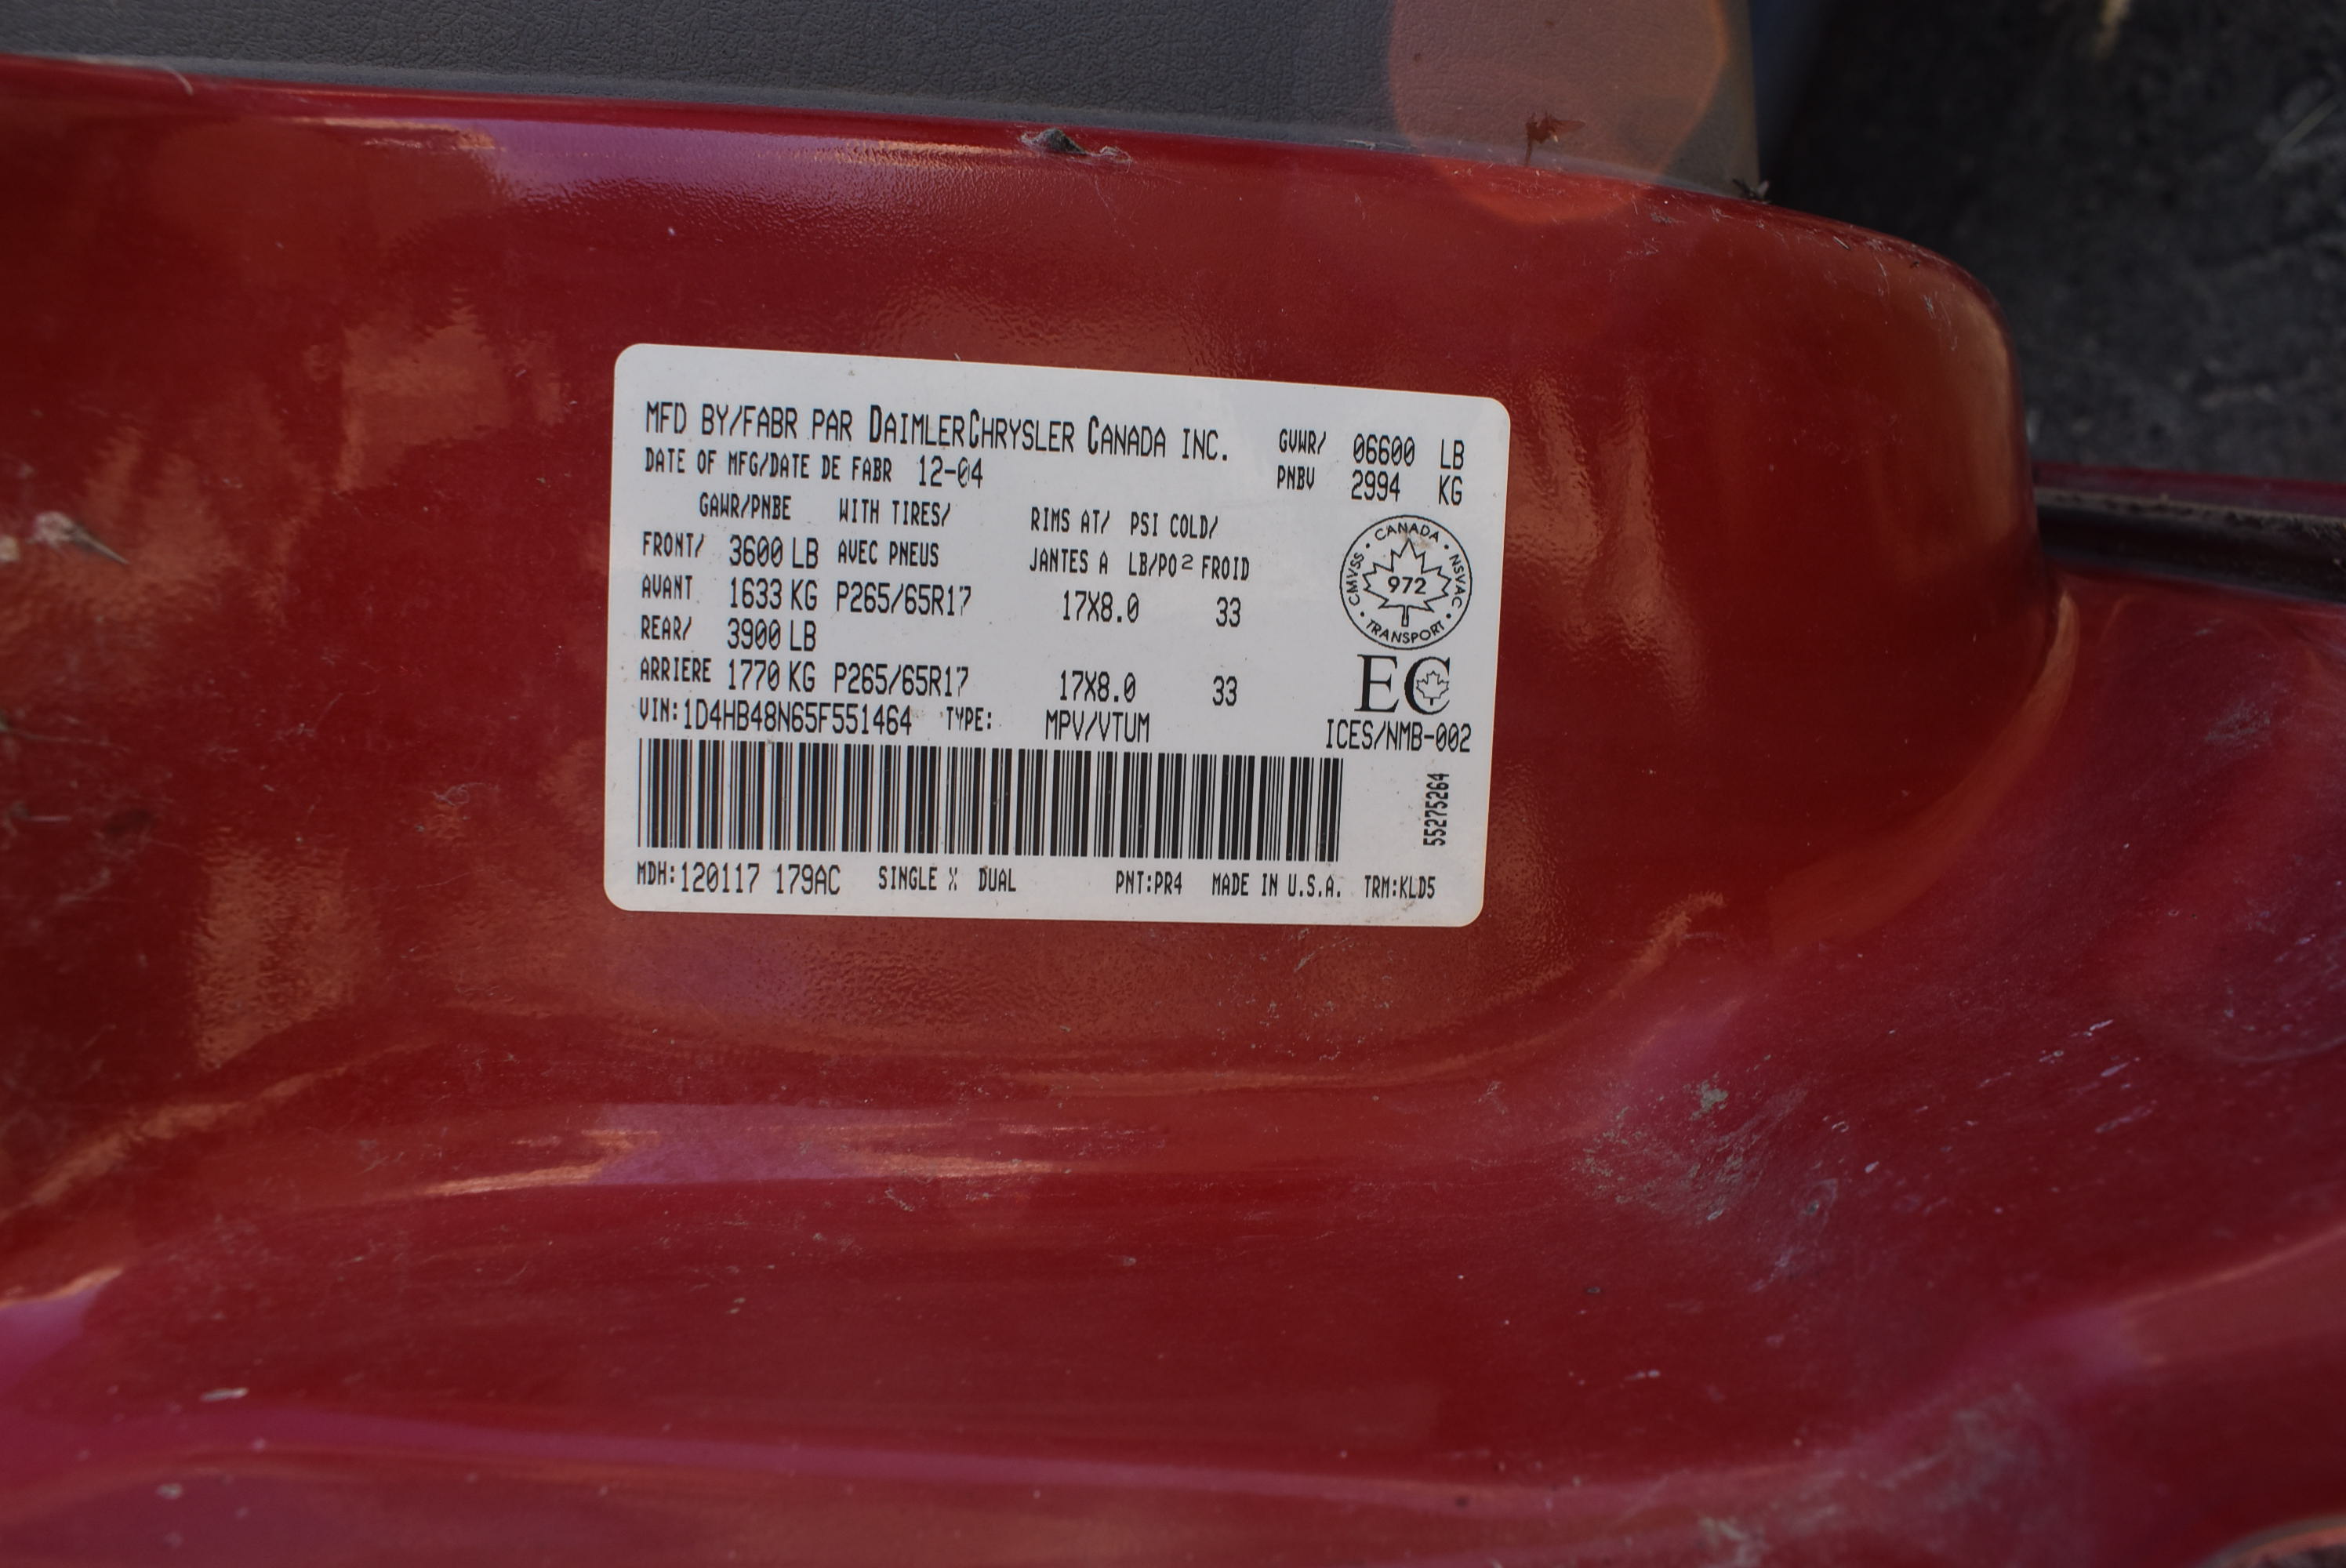 MFD BY/FABR PAR DAIMLERCHRYSLER CANADA INC. GVWR/ 06600 LB
DATE OF MFG/DATE DE FABR 12-04 PNBV 2994 KG
GAWR/PNBE WITH TIRES/ RIMS AT/ PSI COLD/
FRONT/ 3600 LB AVEC PNEUS JANTES A LB/PO² FROID
AVANT 1633 KG P265/65R17 17X8.0 33
REAR/ 3900 LB
ARRIERE 1770 KG P265/65R17 17X8.0 33
VIN:1D4HB48N65F551464 TYPE: MPV/VTUM
CANADA
CMVSS 972 NSVAC
TRANSPORT
EC
ICES/NMB-002
55275264
MDH:120117 179AC SINGLE X DUAL PNT:PR4 MADE IN U.S.A. TRM:KLD5